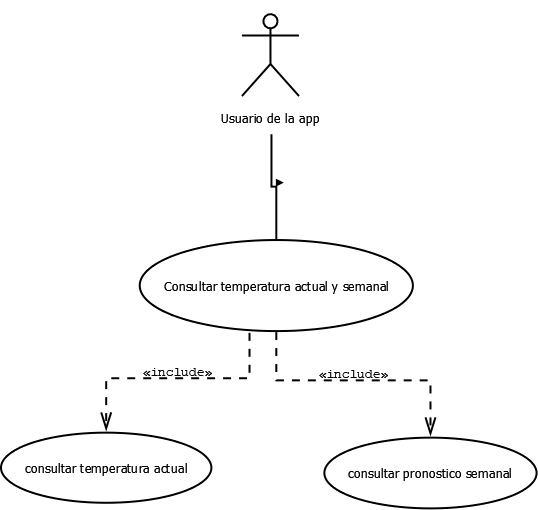 Usuario de la app
Consultar temperatura actual y semanal
«include»
«include»
consultar temperatura actual
consultar pronostico semanal